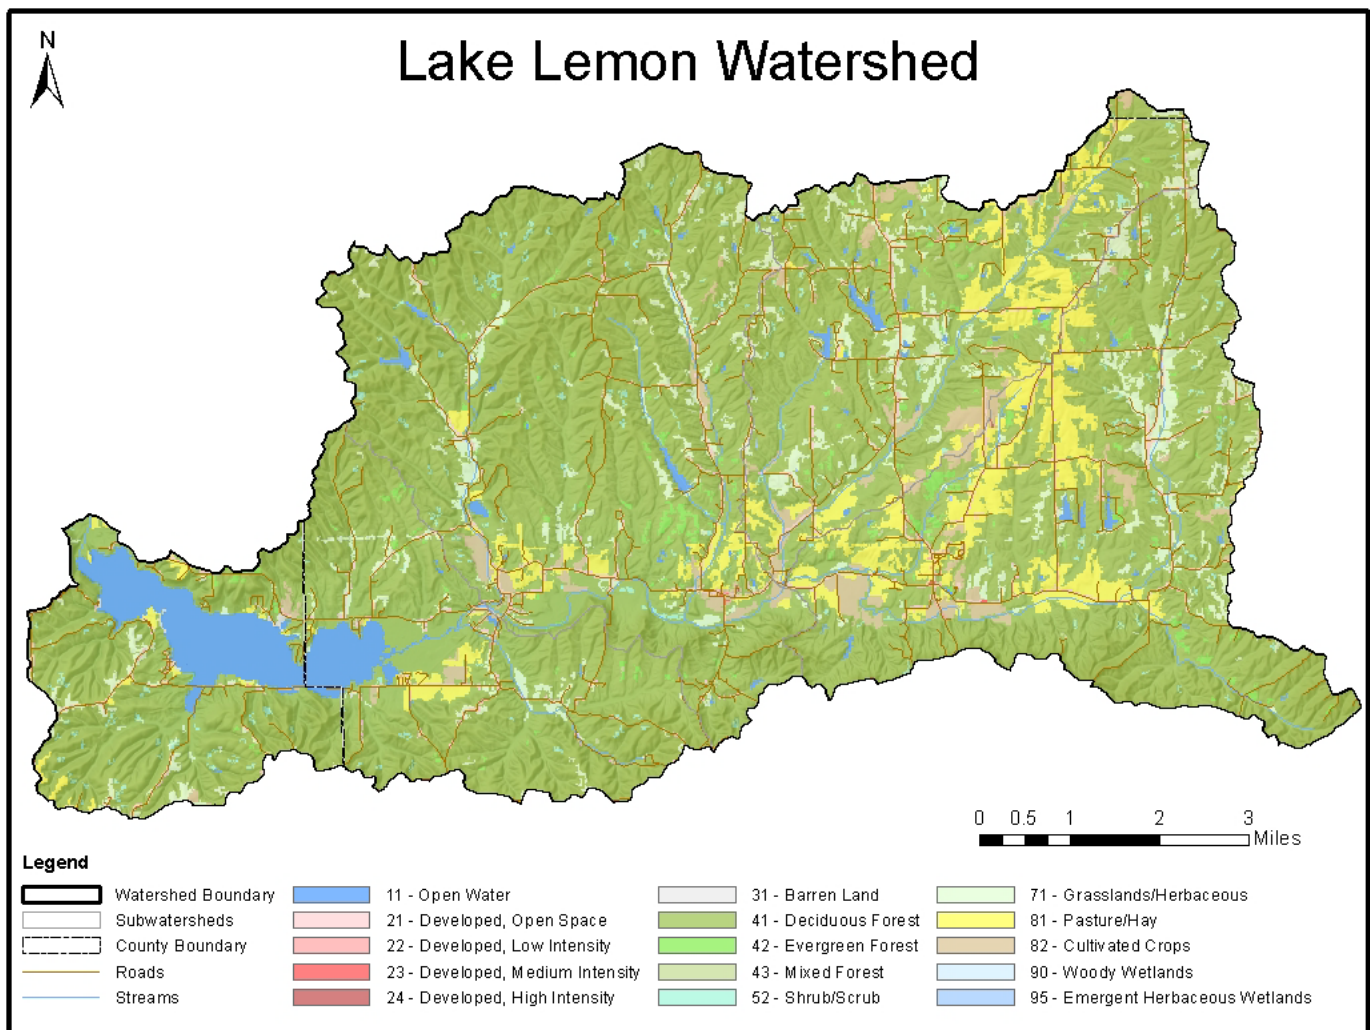 N
Lake Lemon Watershed
0 0.5 1 2 3
Miles
Legend
Watershed Boundary
Subwatersheds
County Boundary
Roads
Streams
11 - Open Water
21 - Developed, Open Space
22 - Developed, Low Intensity
23 - Developed, Medium Intensity
24 - Developed, High Intensity
31 - Barren Land
41 - Deciduous Forest
42 - Evergreen Forest
43 - Mixed Forest
52 - Shrub/Scrub
71 - Grasslands/Herbaceous
81 - Pasture/Hay
82 - Cultivated Crops
90 - Woody Wetlands
95 - Emergent Herbaceous Wetlands